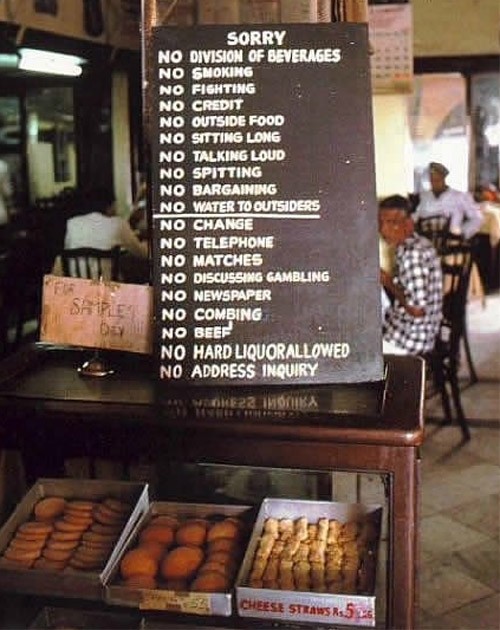 SORRY
NO DIVISION OF BEVERAGES
NO SMOKING
NO FIGHTING
NO CREDIT
NO OUTSIDE FOOD
NO SITTING LONG
NO TALKING LOUD
NO SPITTING
NO BARGAINING
NO WATER TO OUTSIDERS
NO CHANGE
NO TELEPHONE
NO MATCHES
NO DISCUSSING GAMBLING
NO NEWSPAPER
NO COMBING
NO BEEF
NO HARD LIQUOR ALLOWED
NO ADDRESS INQUIRY
FOR
SAMPLES
CHEESE STRAWS Rs. 5